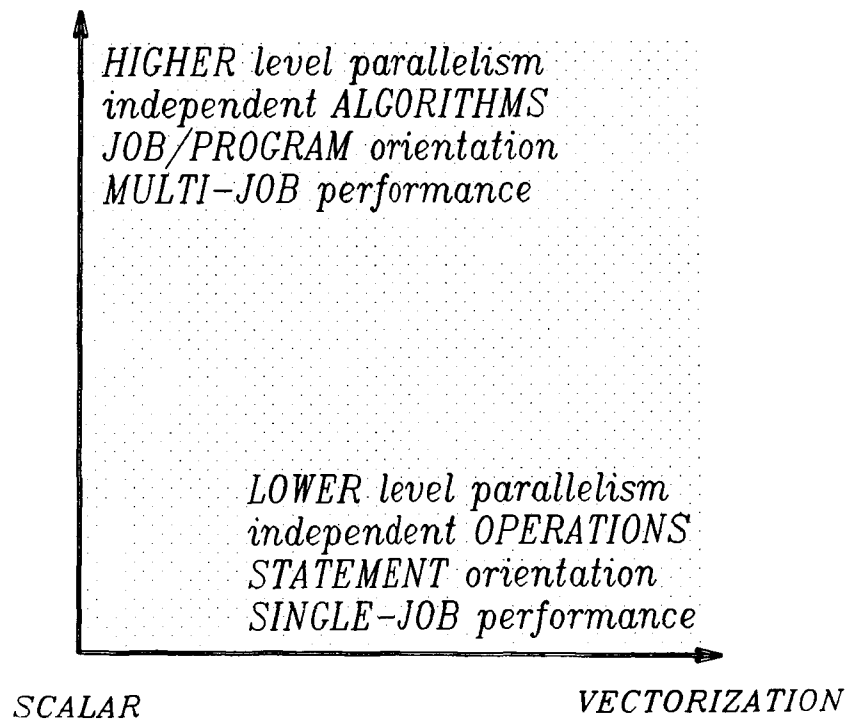 HIGHER level parallelism
independent ALGORITHMS
JOB/PROGRAM orientation
MULTI-JOB performance
LOWER level parallelism
independent OPERATIONS
STATEMENT orientation
SINGLE-JOB performance
SCALAR
VECTORIZATION